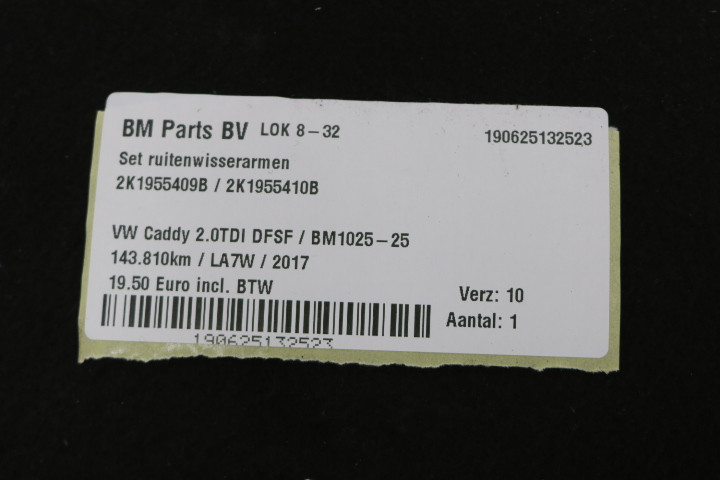 BM Parts BV LOK 8-32 190625132523
Set ruitenwisserarmen
2K1955409B / 2K1955410B
VW Caddy 2.0TDI DFSF / BM1025-25
143.810km / LA7W / 2017
19.50 Euro incl. BTW
Verz: 10
Aantal: 1
190625132523